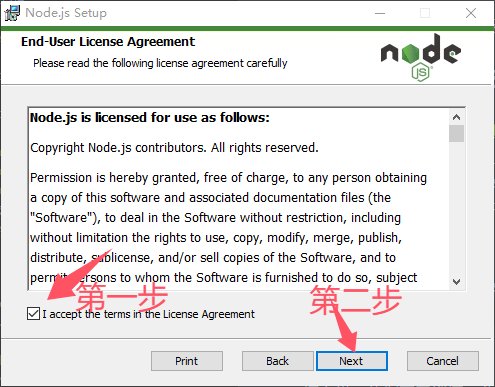 Node.js Setup
End-User License Agreement
Please read the following license agreement carefully
node
JS
Node.js is licensed for use as follows:
Copyright Node.js contributors. All rights reserved.
Permission is hereby granted, free of charge, to any person obtaining
a copy of this software and associated documentation files (the
"Software"), to deal in the Software without restriction, including
without limitation the rights to use, copy, modify, merge, publish,
distribute, sublicense, and/or sell copies of the Software, and to
permit persons to whom the Software is furnished to do so, subject
第一步
第二步
I accept the terms in the License Agreement
Print
Back
Next
Cancel